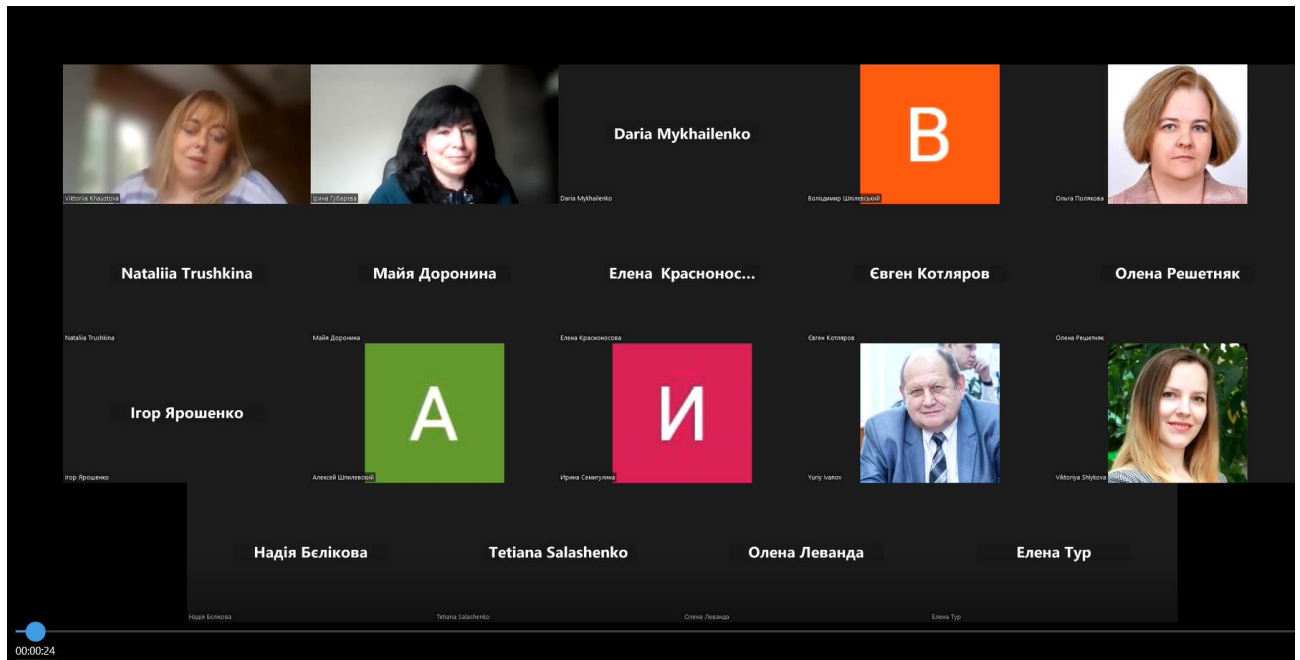 Viktoriia Khaustova
Ірина Губарєва
Daria Mykhailenko
Daria Mykhailenko
В
Володимир Шпілевський
Ольга Полякова
Nataliia Trushkina
Майя Доронина
Елена Красноносо...
Євген Котляров
Олена Решетняк
Nataliia Trushkina
Майя Доронина
Елена Красноносова
Євген Котляров
Олена Решетняк
Ігор Ярошенко
Ігор Ярошенко
А
Алексей Шпилевский
И
Ирина Семигулина
Yuriy Ivanov
Viktoriya Shlykova
Надія Бєлікова
Tetiana Salashenko
Олена Леванда
Елена Тур
Надія Бєлікова
Tetiana Salashenko
Олена Леванда
Елена Тур
00:00:24